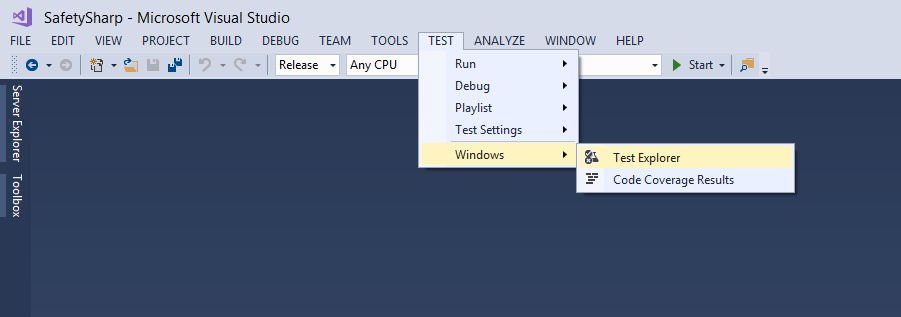 SafetySharp - Microsoft Visual Studio
FILE EDIT VIEW PROJECT BUILD DEBUG TEAM TOOLS TEST ANALYZE WINDOW HELP
Release Any CPU Start
Run
Debug
Playlist
Test Settings
Windows
Test Explorer
Code Coverage Results
Server Explorer
Toolbox